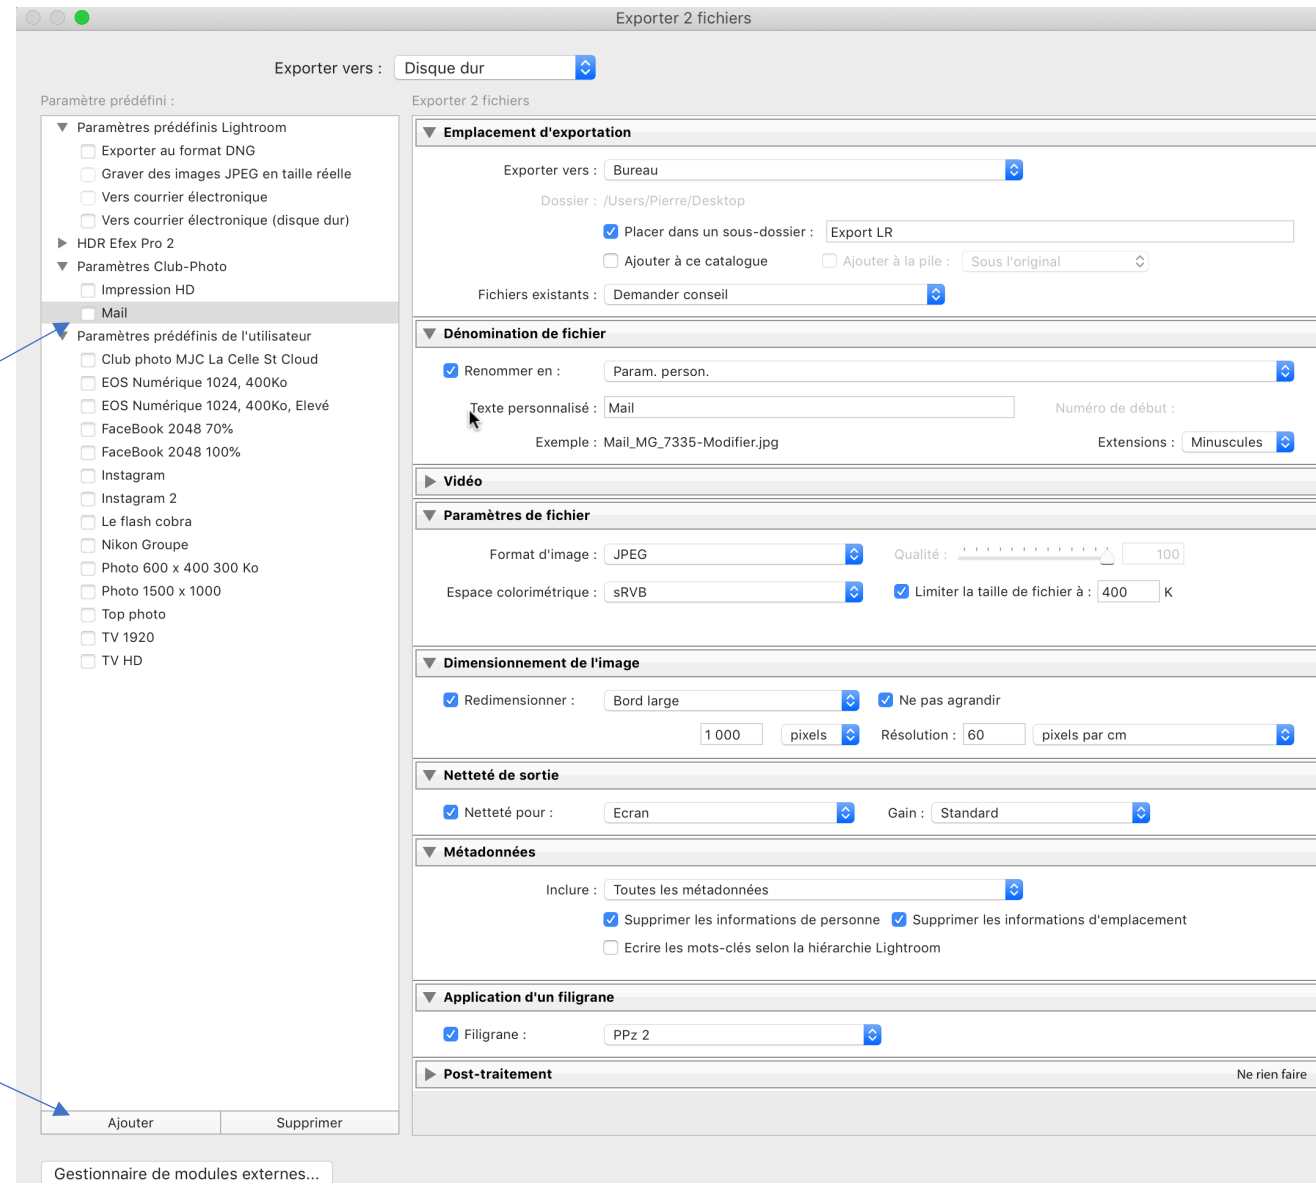 Exporter 2 fichiers
Exporter vers : Disque dur
Paramètre prédéfini :
Paramètres prédéfinis Lightroom
Exporter au format DNG
Graver des images JPEG en taille réelle
Vers courrier électronique
Vers courrier électronique (disque dur)
HDR Efex Pro 2
Paramètres Club-Photo
Impression HD
Mail
Paramètres prédéfinis de l'utilisateur
Club photo MJC La Celle St Cloud
EOS Numérique 1024, 400Ko
EOS Numérique 1024, 400Ko, Elevé
FaceBook 2048 70%
FaceBook 2048 100%
Instagram
Instagram 2
Le flash cobra
Nikon Groupe
Photo 600 x 400 300 Ko
Photo 1500 x 1000
Top photo
TV 1920
TV HD
Ajouter Supprimer
Gestionnaire de modules externes...
Exporter 2 fichiers
Emplacement d'exportation
Exporter vers : Bureau
Dossier : /Users/Pierre/Desktop
Placer dans un sous-dossier : Export LR
Ajouter à ce catalogue Ajouter à la pile : Sous l'original
Fichiers existants : Demander conseil
Dénomination de fichier
Renommer en : Param. person.
Texte personnalisé : Mail Numéro de début :
Exemple : Mail_MG_7335-Modifier.jpg Extensions : Minuscules
Vidéo
Paramètres de fichier
Format d'image : JPEG Qualité : 100
Espace colorimétrique : sRVB Limiter la taille de fichier à : 400 K
Dimensionnement de l'image
Redimensionner : Bord large Ne pas agrandir
1 000 pixels Résolution : 60 pixels par cm
Netteté de sortie
Netteté pour : Ecran Gain : Standard
Métadonnées
Inclure : Toutes les métadonnées
Supprimer les informations de personne Supprimer les informations d'emplacement
Ecrire les mots-clés selon la hiérarchie Lightroom
Application d'un filigrane
Filigrane : PPz 2
Post-traitement Ne rien faire